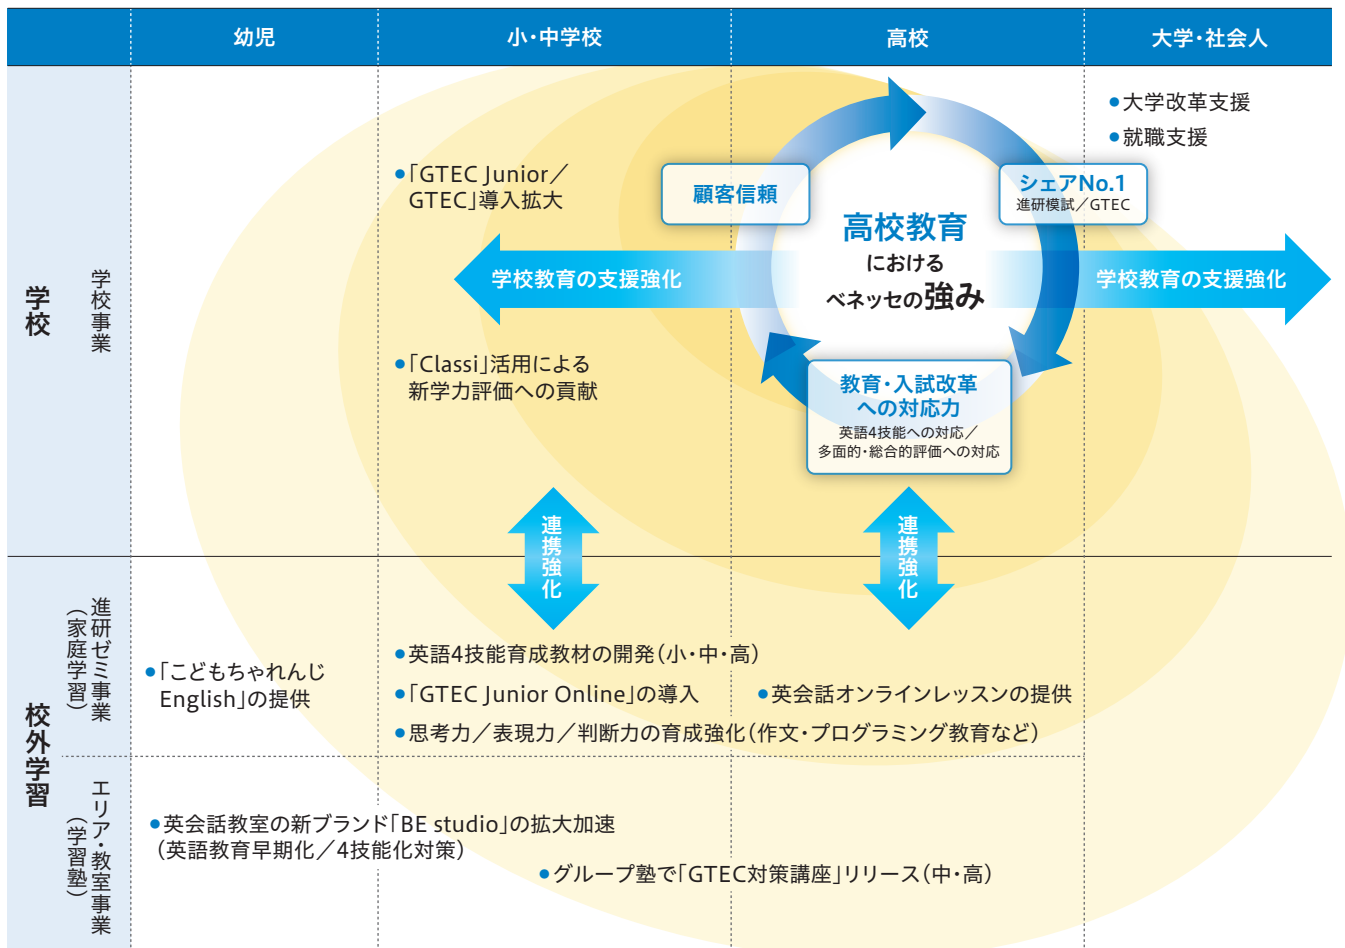 幼児
小・中学校
高校
大学・社会人
学校
学校事業
●「GTEC Junior／
GTEC」導入拡大
学校教育の支援強化
●「Classi」活用による
新学力評価への貢献
顧客信頼
シェアNo.1
進研模試／GTEC
高校教育
における
ベネッセの強み
教育・入試改革
への対応力
英語4技能への対応／
多面的・総合的評価への対応
●大学改革支援
●就職支援
学校教育の支援強化
連携強化
連携強化
校外学習
進研ゼミ事業
（家庭学習）
●「こどもちゃれんじ
English」の提供
●英語4技能育成教材の開発（小・中・高）
●「GTEC Junior Online」の導入
●英会話オンラインレッスンの提供
●思考力／表現力／判断力の育成強化（作文・プログラミング教育など）
エリア・教室事業
（学習塾）
●英会話教室の新ブランド「BE studio」の拡大加速
（英語教育早期化／4技能化対策）
●グループ塾で「GTEC対策講座」リリース（中・高）